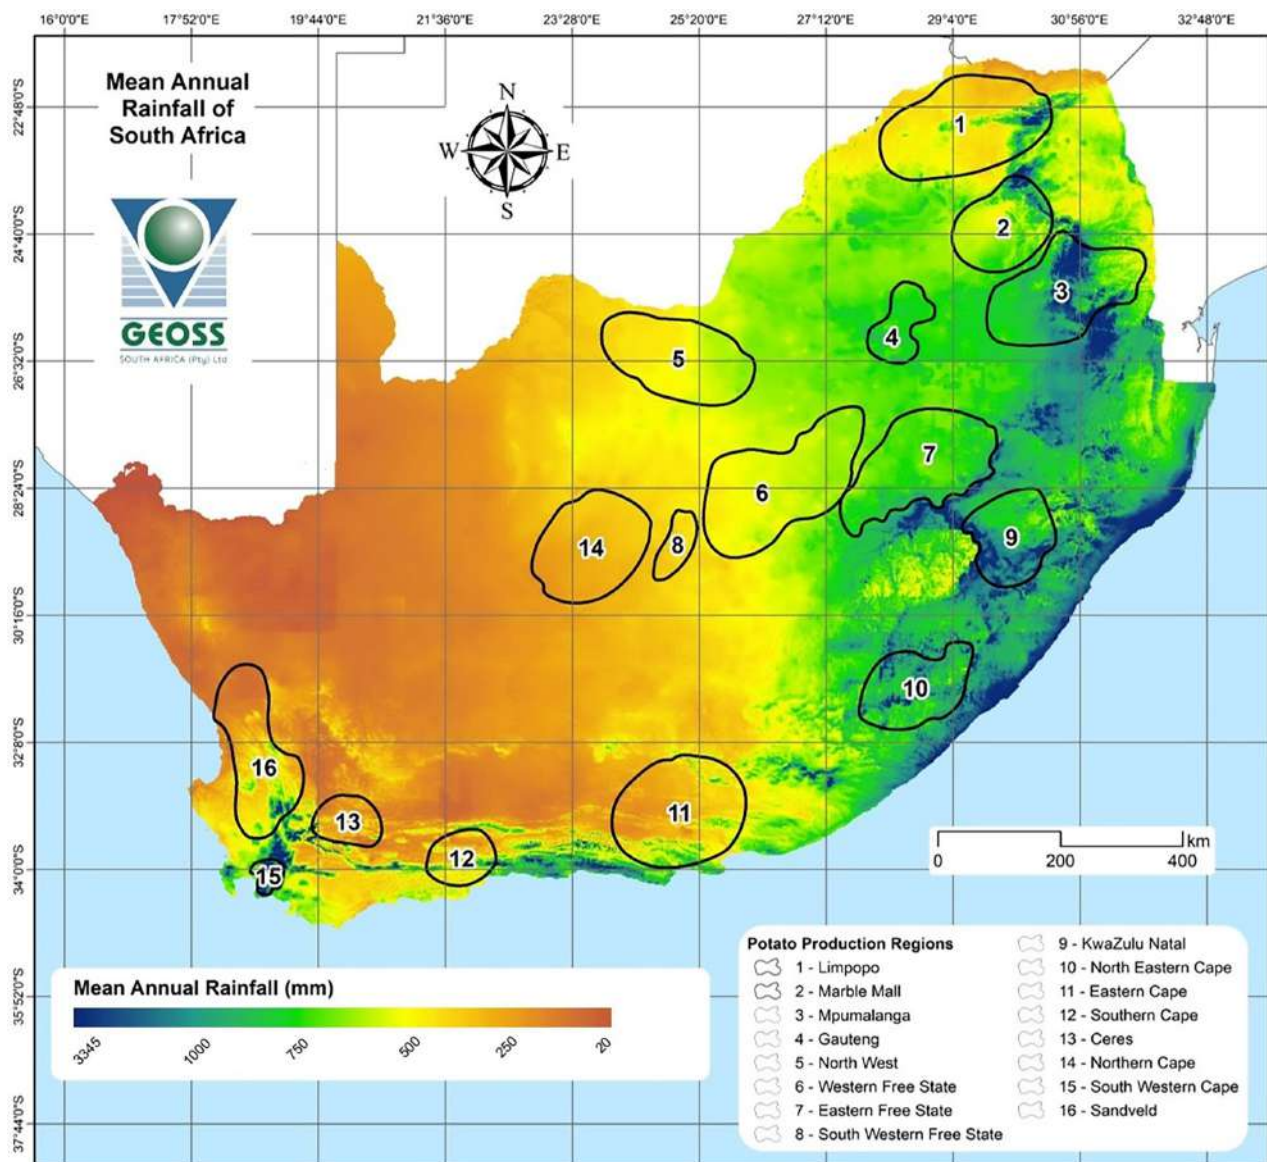 16°0'0"E 17°52'0"E 19°44'0"E 21°36'0"E 23°28'0"E 25°20'0"E 27°12'0"E 29°4'0"E 30°56'0"E 32°48'0"E
Mean Annual
Rainfall of
South Africa
N
W E
S
GEOSS
SOUTH AFRICA (Pty) Ltd
22°48'0"S
24°40'0"S
26°32'0"S
28°24'0"S
30°16'0"S
32°8'0"S
34°0'0"S
35°52'0"S
37°44'0"S
1
2
3
4
5
6
7
8
9
10
11
12
13
14
15
16
km
0 200 400
Mean Annual Rainfall (mm)
3345 1000 750 500 250 20
Potato Production Regions
1 - Limpopo
2 - Marble Mall
3 - Mpumalanga
4 - Gauteng
5 - North West
6 - Western Free State
7 - Eastern Free State
8 - South Western Free State
9 - KwaZulu Natal
10 - North Eastern Cape
11 - Eastern Cape
12 - Southern Cape
13 - Ceres
14 - Northern Cape
15 - South Western Cape
16 - Sandveld